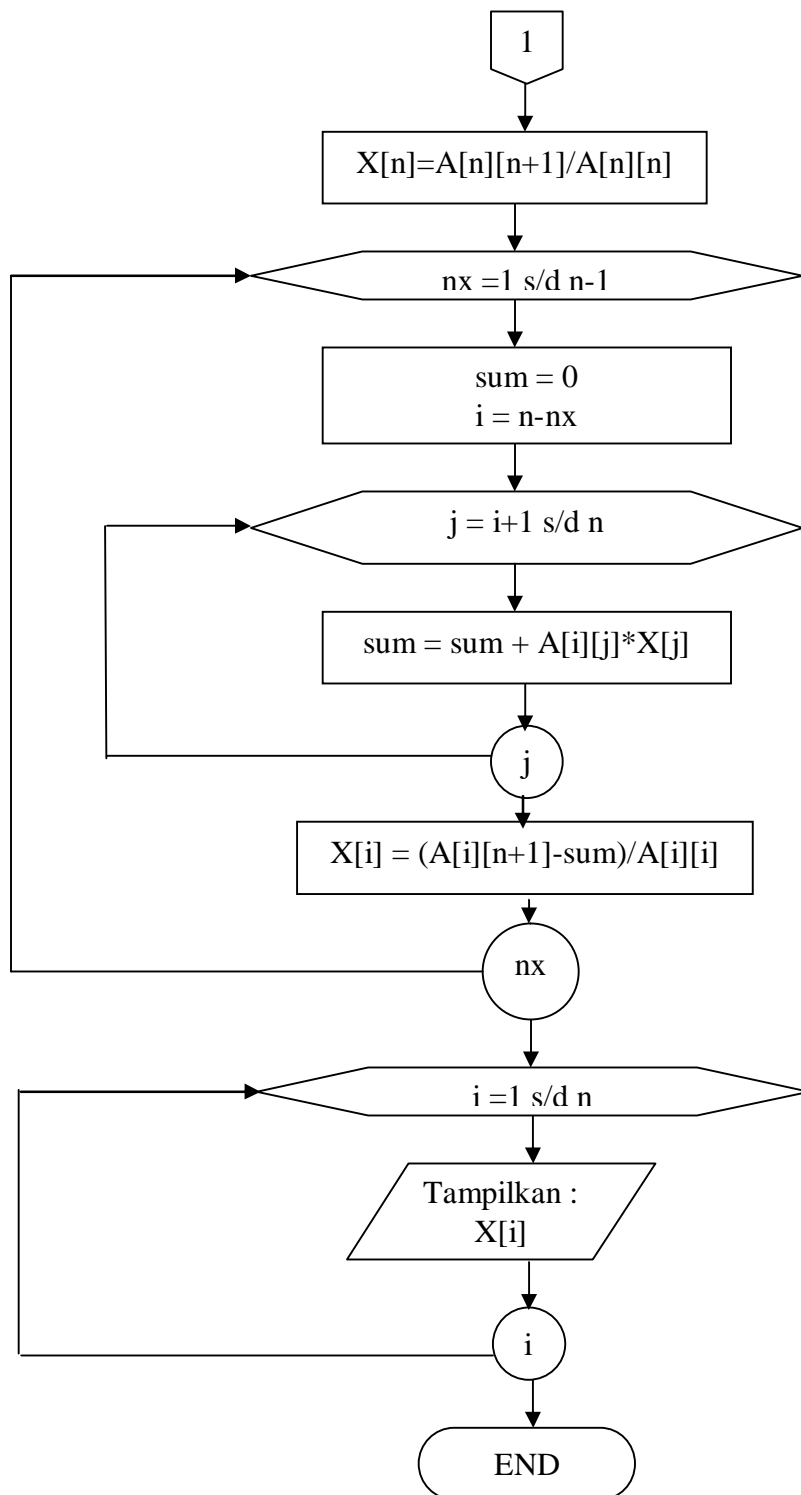 1
X[n]=A[n][n+1]/A[n][n]
nx =1 s/d n-1
sum = 0
i = n-nx
j = i+1 s/d n
sum = sum + A[i][j]*X[j]
j
X[i] = (A[i][n+1]-sum)/A[i][i]
nx
i =1 s/d n
Tampilkan :
X[i]
i
END